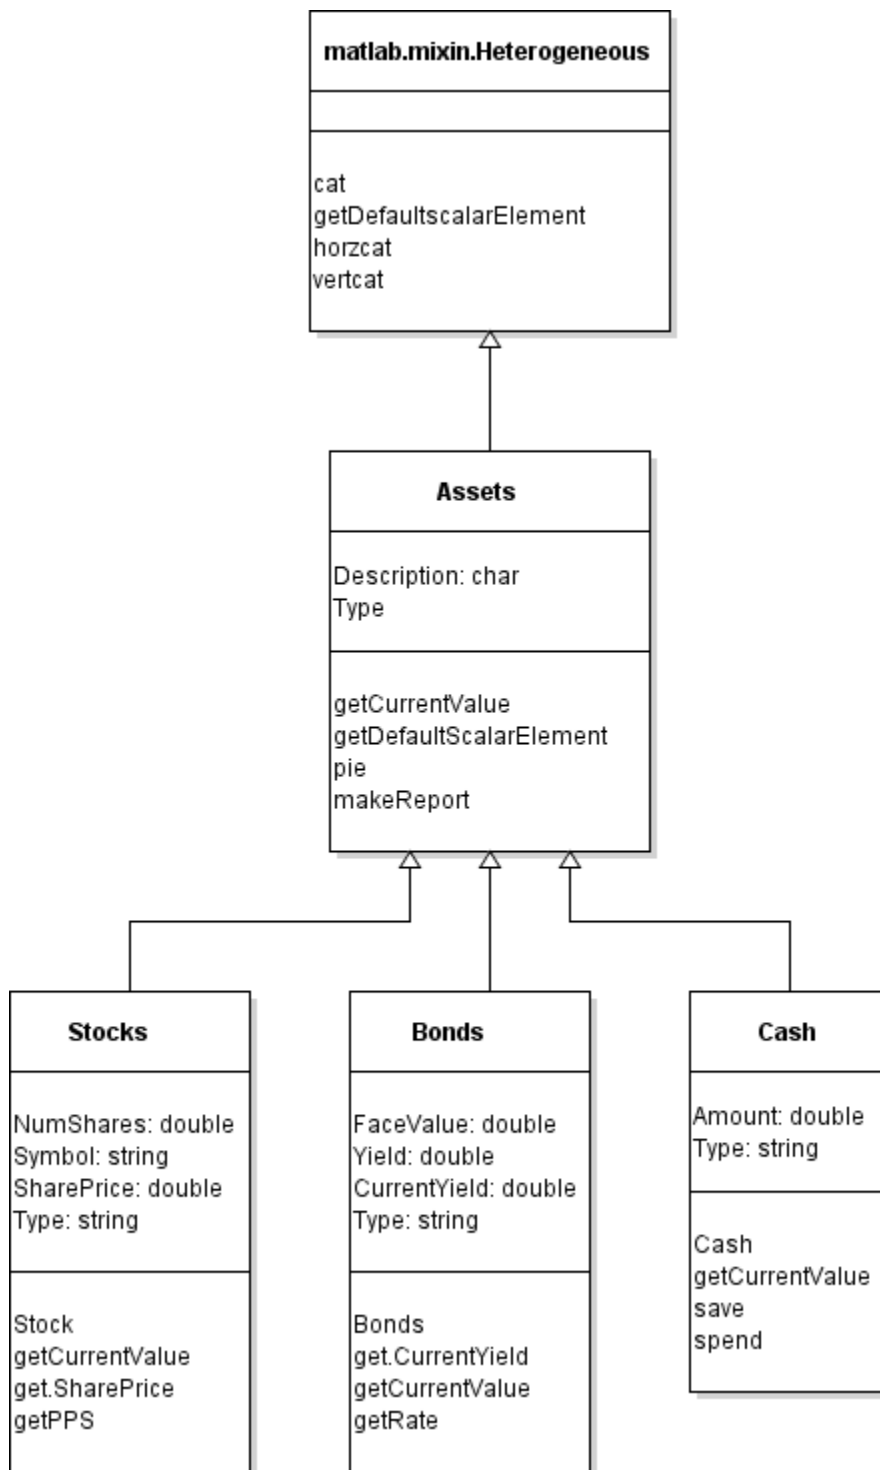 matlab.mixin.Heterogeneous
cat
getDefaultscalarElement
horzcat
vertcat
Assets
Description: char
Type
getCurrentValue
getDefaultScalarElement
pie
makeReport
Stocks
NumShares: double
Symbol: string
SharePrice: double
Type: string
Stock
getCurrentValue
get.SharePrice
getPPS
Bonds
FaceValue: double
Yield: double
CurrentYield: double
Type: string
Bonds
get.CurrentYield
getCurrentValue
getRate
Cash
Amount: double
Type: string
Cash
getCurrentValue
save
spend